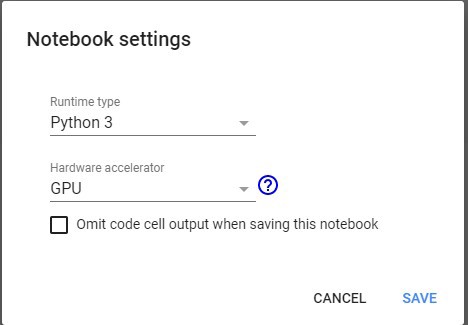 Notebook settings
Runtime type
Python 3
Hardware accelerator
GPU
?
Omit code cell output when saving this notebook
CANCEL SAVE